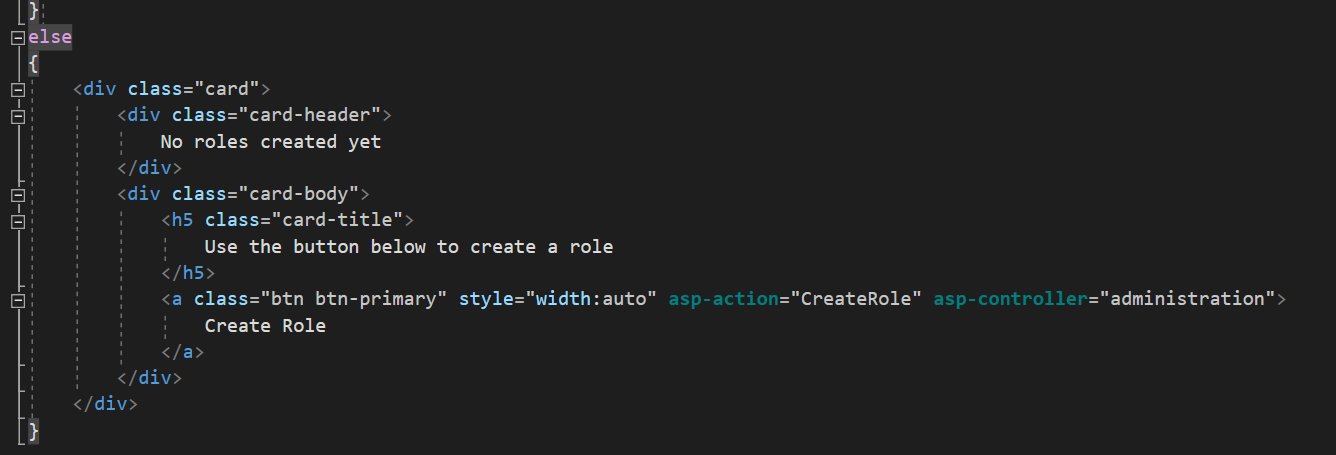 }
else
{
<div class="card">
<div class="card-header">
No roles created yet
</div>
<div class="card-body">
<h5 class="card-title">
Use the button below to create a role
</h5>
<a class="btn btn-primary" style="width:auto" asp-action="CreateRole" asp-controller="administration">
Create Role
</a>
</div>
</div>
}